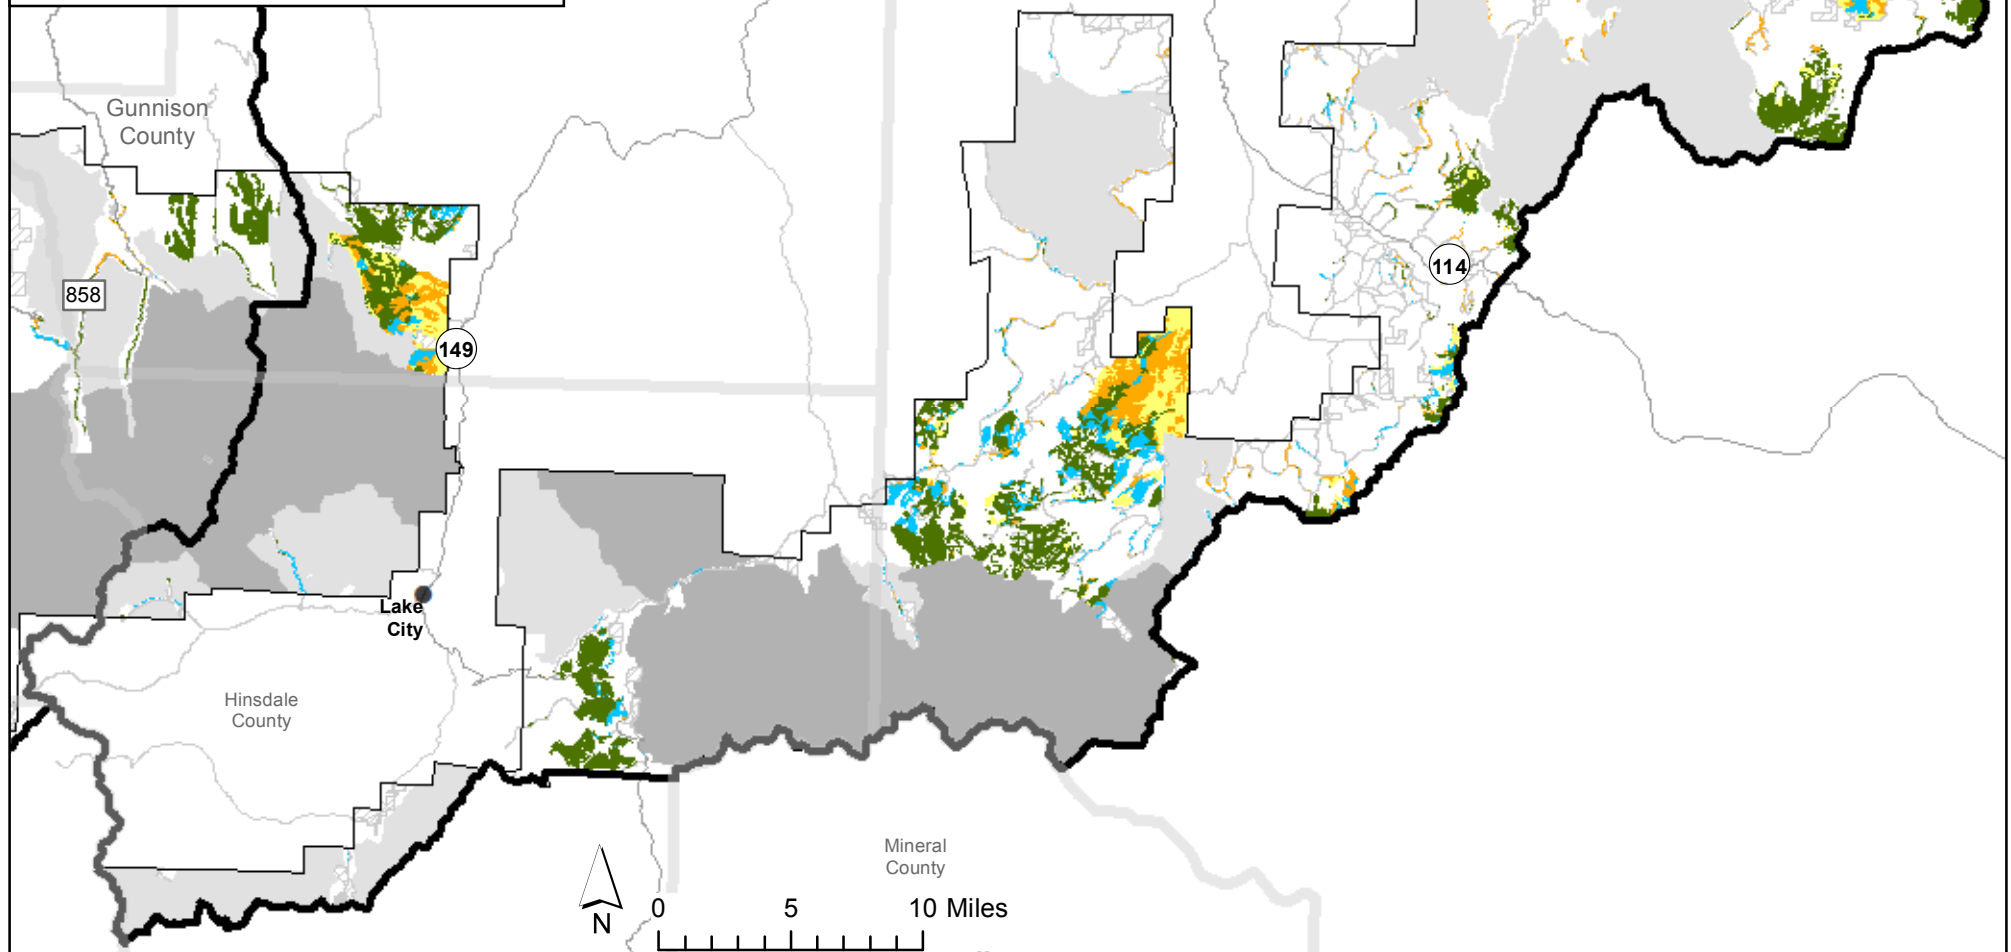 Gunnison
County
858
149
114
Lake
City
Hinsdale
County
Mineral
County
N
0 5 10 Miles